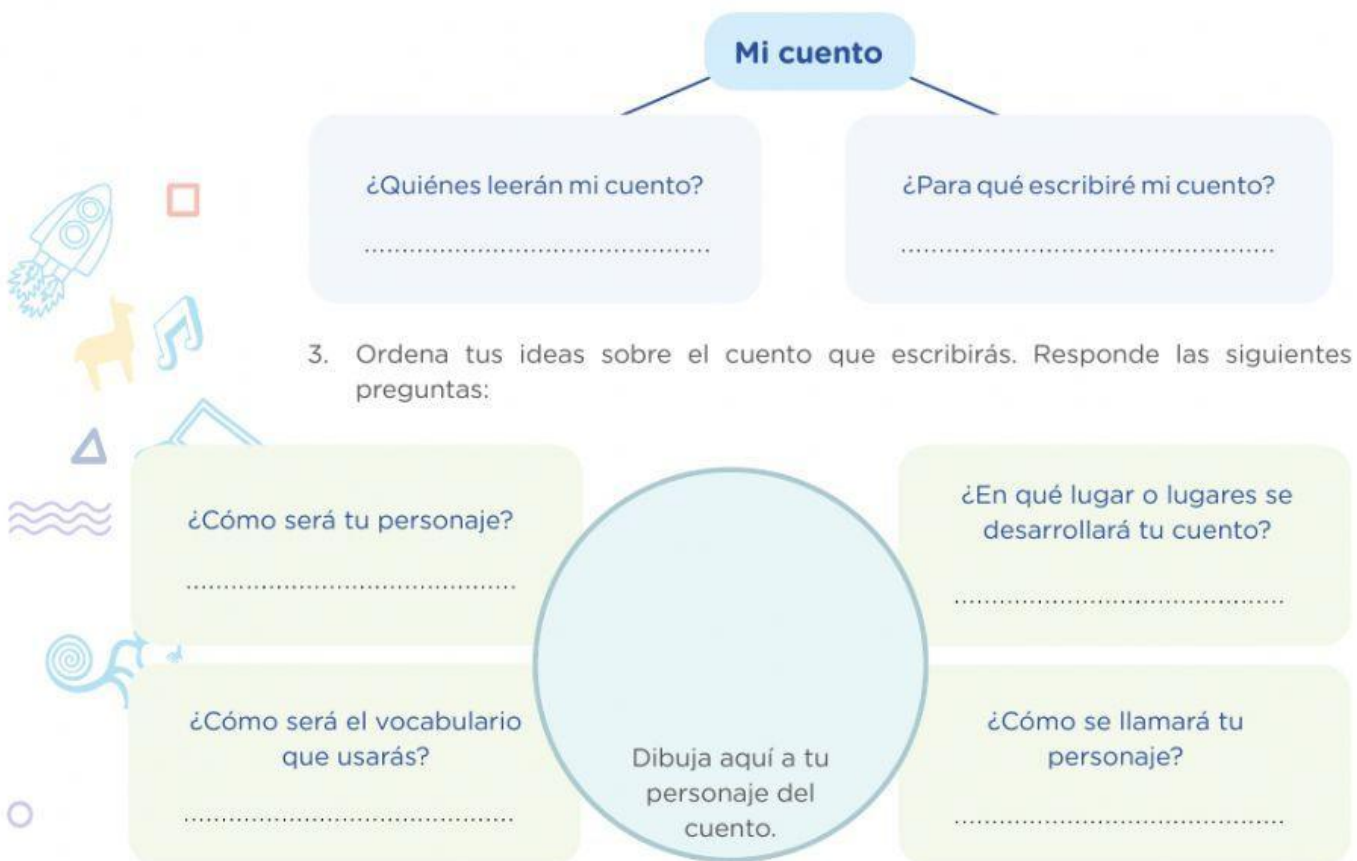 Mi cuento
¿Quiénes leerán mi cuento?
¿Para qué escribiré mi cuento?
3. Ordena tus ideas sobre el cuento que escribirás. Responde las siguientes
preguntas:
¿Cómo será tu personaje?
¿En qué lugar o lugares se
desarrollará tu cuento?
¿Cómo será el vocabulario
que usarás?
Dibuja aquí a tu
personaje del
cuento.
¿Cómo se llamará tu
personaje?